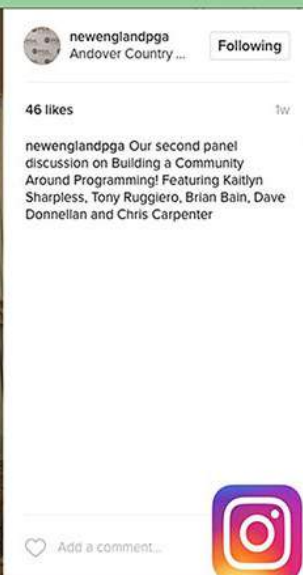 newenglandpga
Andover Country ...
Following
46 likes
1w
newenglandpga Our second panel
discussion on Building a Community
Around Programming! Featuring Kaitlyn
Sharpless, Tony Ruggiero, Brian Bain, Dave
Donnellan and Chris Carpenter
Add a comment...